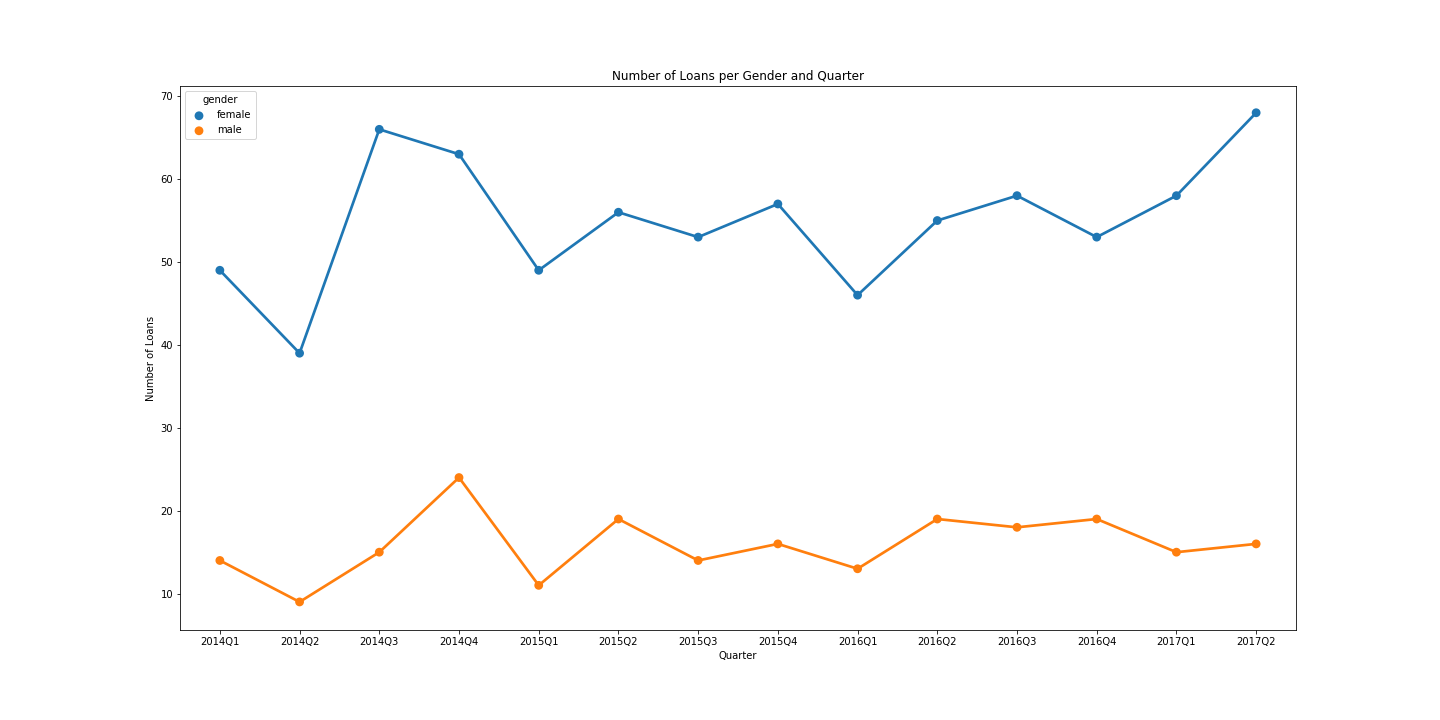 Number of Loans per Gender and Quarter
gender
female
male
70
60
50
40
30
20
10
Number of Loans
2014Q1 2014Q2 2014Q3 2014Q4 2015Q1 2015Q2 2015Q3 2015Q4 2016Q1 2016Q2 2016Q3 2016Q4 2017Q1 2017Q2
Quarter